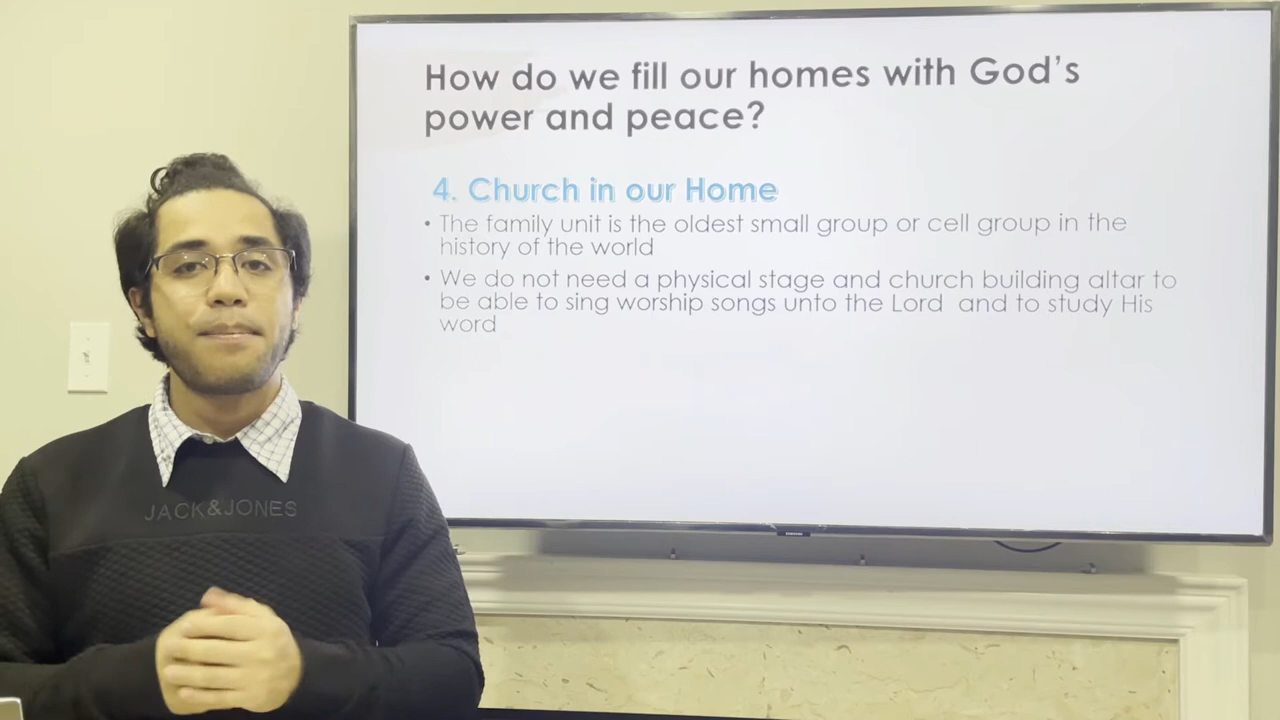 How do we fill our homes with God's
power and peace?
4. Church in our Home
• The family unit is the oldest small group or cell group in the
history of the world
• We do not need a physical stage and church building altar to
be able to sing worship songs unto the Lord and to study His
word
JACK&JONES
SAMSUNG